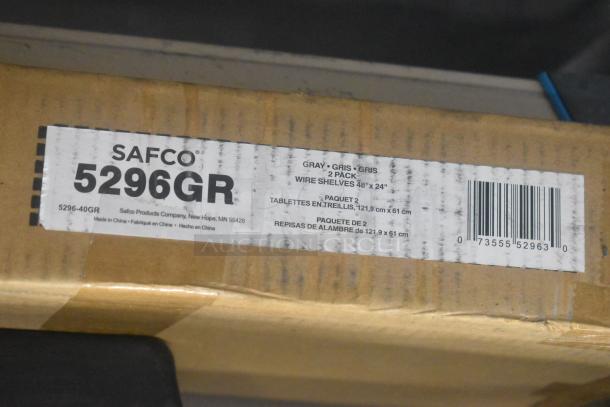 SAFCO®
5296GR
5296-40GR
Safco Products Company, New Hope, MN 55428
Made in China • Fabriqué en Chine • Hecho en China
GRAY • GRIS • GRIS
2 PACK
WIRE SHELVES 48" x 24"
PAQUET 2
TABLETTES EN TREILLIS, 121,9 cm x 61 cm
PAQUETE DE 2
REPISAS DE ALAMBRE de 121,9 x 61 cm
0 73555 52963 0
AUCTION GROUP